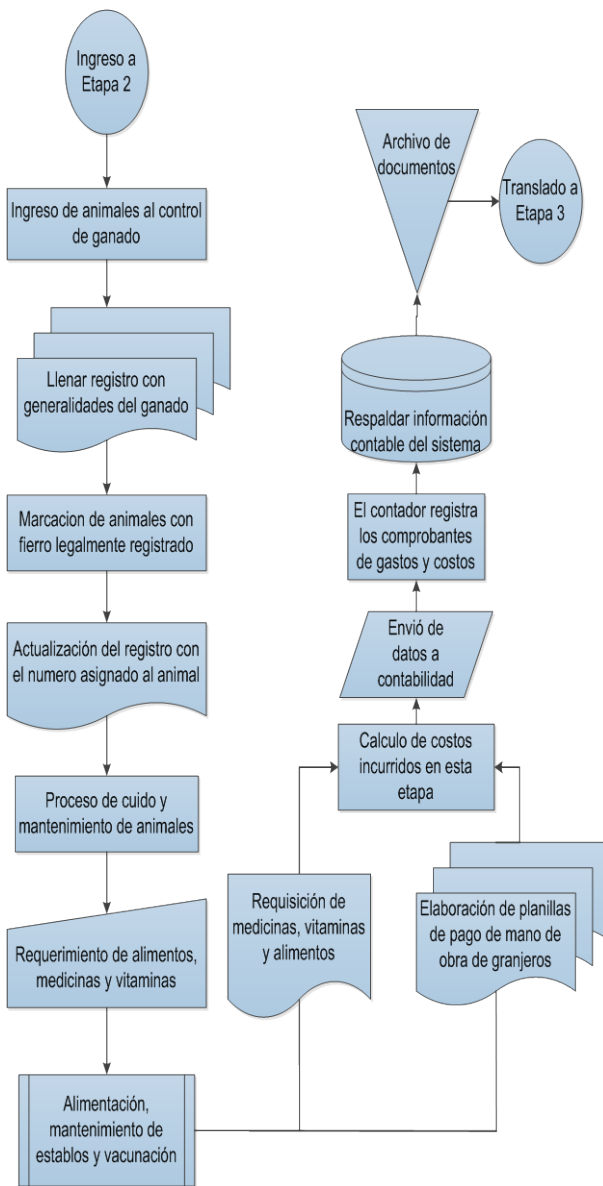 Ingreso a
Etapa 2
Ingreso de animales al control
de ganado
Llenar registro con
generalidades del ganado
Marcacion de animales con
fierro legalmente registrado
Actualización del registro con
el numero asignado al animal
Proceso de cuido y
mantenimiento de animales
Requerimiento de alimentos,
medicinas y vitaminas
Alimentación,
mantenimiento de
establos y vacunación
Requisición de
medicinas, vitaminas
y alimentos
Elaboración de planillas
de pago de mano de
obra de granjeros
Calculo de costos
incurridos en esta
etapa
Envió de
datos a
contabilidad
El contador registra
los comprobantes
de gastos y costos
Respaldar información
contable del sistema
Archivo de
documentos
Translado a
Etapa 3